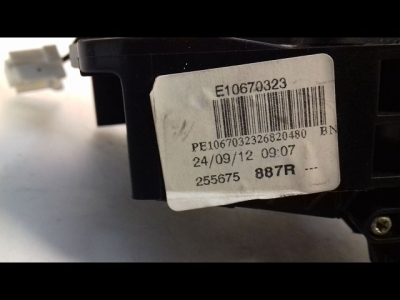 E10670323
PE1067032326820480 BN
24/09/12 09:07
255675 887R ---